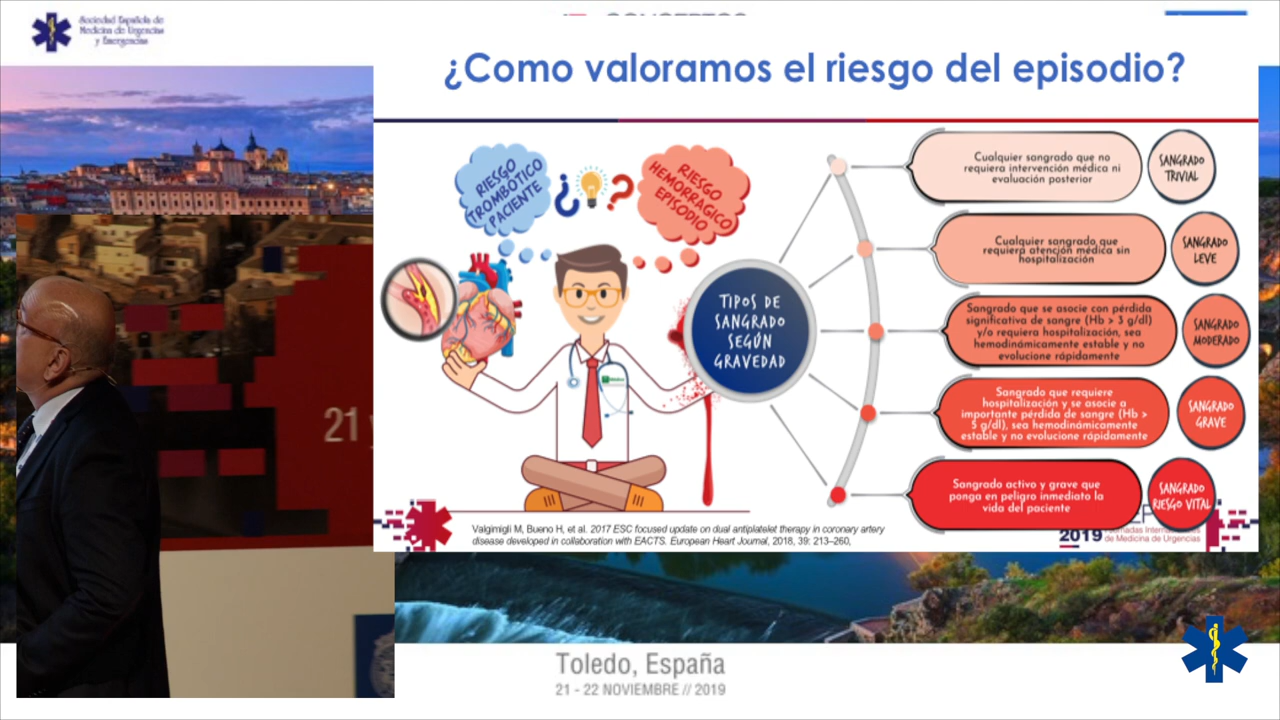 Sociedad Española de
Medicina de Urgencias
y Emergencias
¿Como valoramos el riesgo del episodio?
RIESGO
TROMBÓTICO
PACIENTE
RIESGO
HEMORRAGICO
EPISODIO
TIPOS DE
SANGRADO
SEGÚN
GRAVEDAD
Cualquier sangrado que no
requiera intervención médica ni
evaluación posterior
SANGRADO
TRIVIAL
Cualquier sangrado que
requiera atención médica sin
hospitalización
SANGRADO
LEVE
Sangrado que se asocie con pérdida
significativa de sangre (Hb > 3 g/dl)
y/o requiera hospitalización, sea
hemodinámicamente estable y no
evolucione rápidamente
SANGRADO
MODERADO
Sangrado que requiere
hospitalización y se asocie a
importante pérdida de sangre (Hb >
5 g/dl), sea hemodinámicamente
estable y no evolucione rápidamente
SANGRADO
GRAVE
Sangrado activo y grave que
ponga en peligro inmediato la
vida del paciente
SANGRADO
RIESGO VITAL
Valgimigli M, Bueno H, et al. 2017 ESC focused update on dual antiplatelet therapy in coronary artery
disease developed in collaboration with EACTS. European Heart Journal, 2018, 39: 213–260,
2019
de Medicina de Urgencias
21
Toledo, España
21 - 22 NOVIEMBRE // 2019